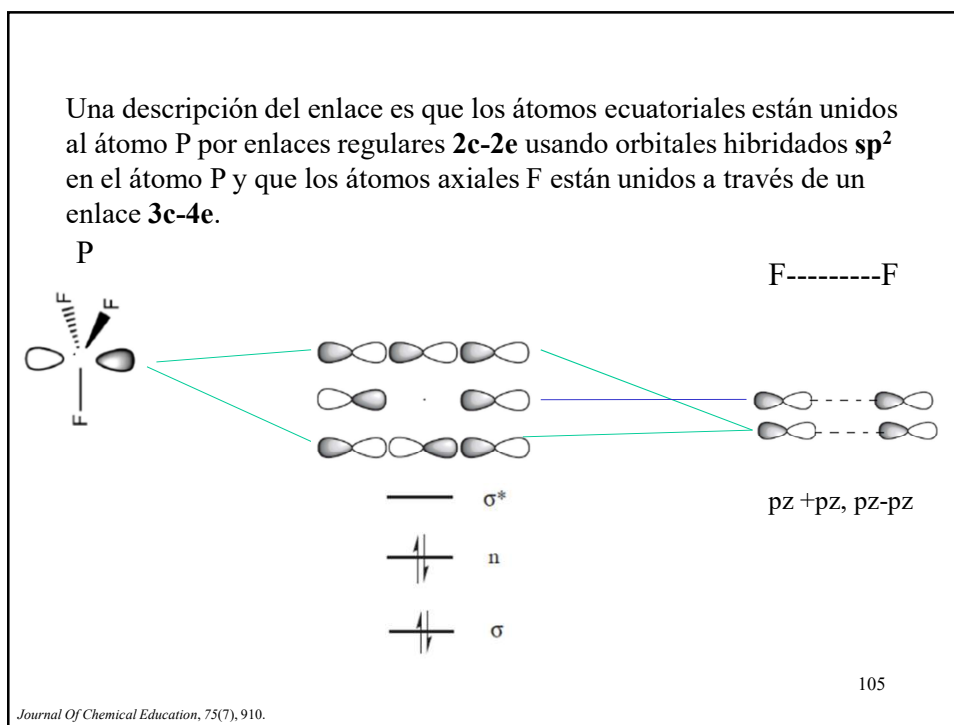 Una descripción del enlace es que los átomos ecuatoriales están unidos
al átomo P por enlaces regulares 2c-2e usando orbitales hibridados sp²
en el átomo P y que los átomos axiales F están unidos a través de un
enlace 3c-4e.
P
F---------F
F
F
F
σ*
pz +pz, pz-pz
n
σ
105
Journal Of Chemical Education, 75(7), 910.